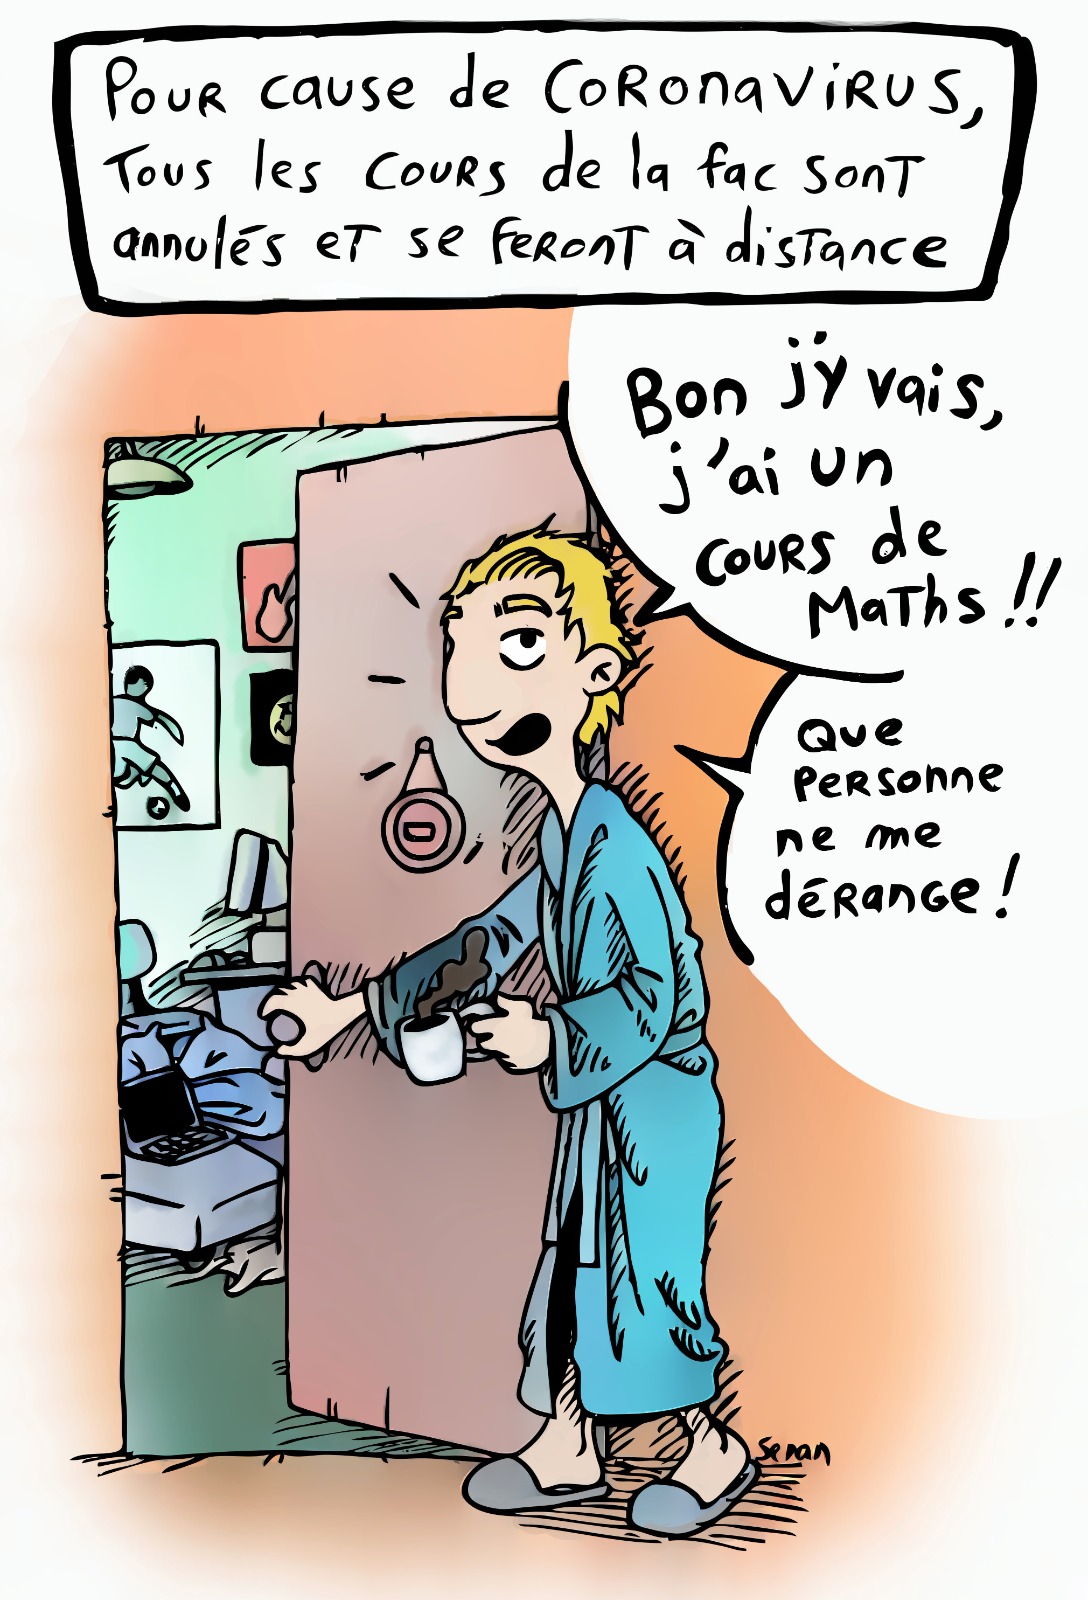 Pour cause de Coronavirus,
Tous les cours de la fac sont
annulés et se feront à distance
Bon j'y vais,
j'ai un
cours de
Maths !!
Que
personne
ne me
dérange !
Senan